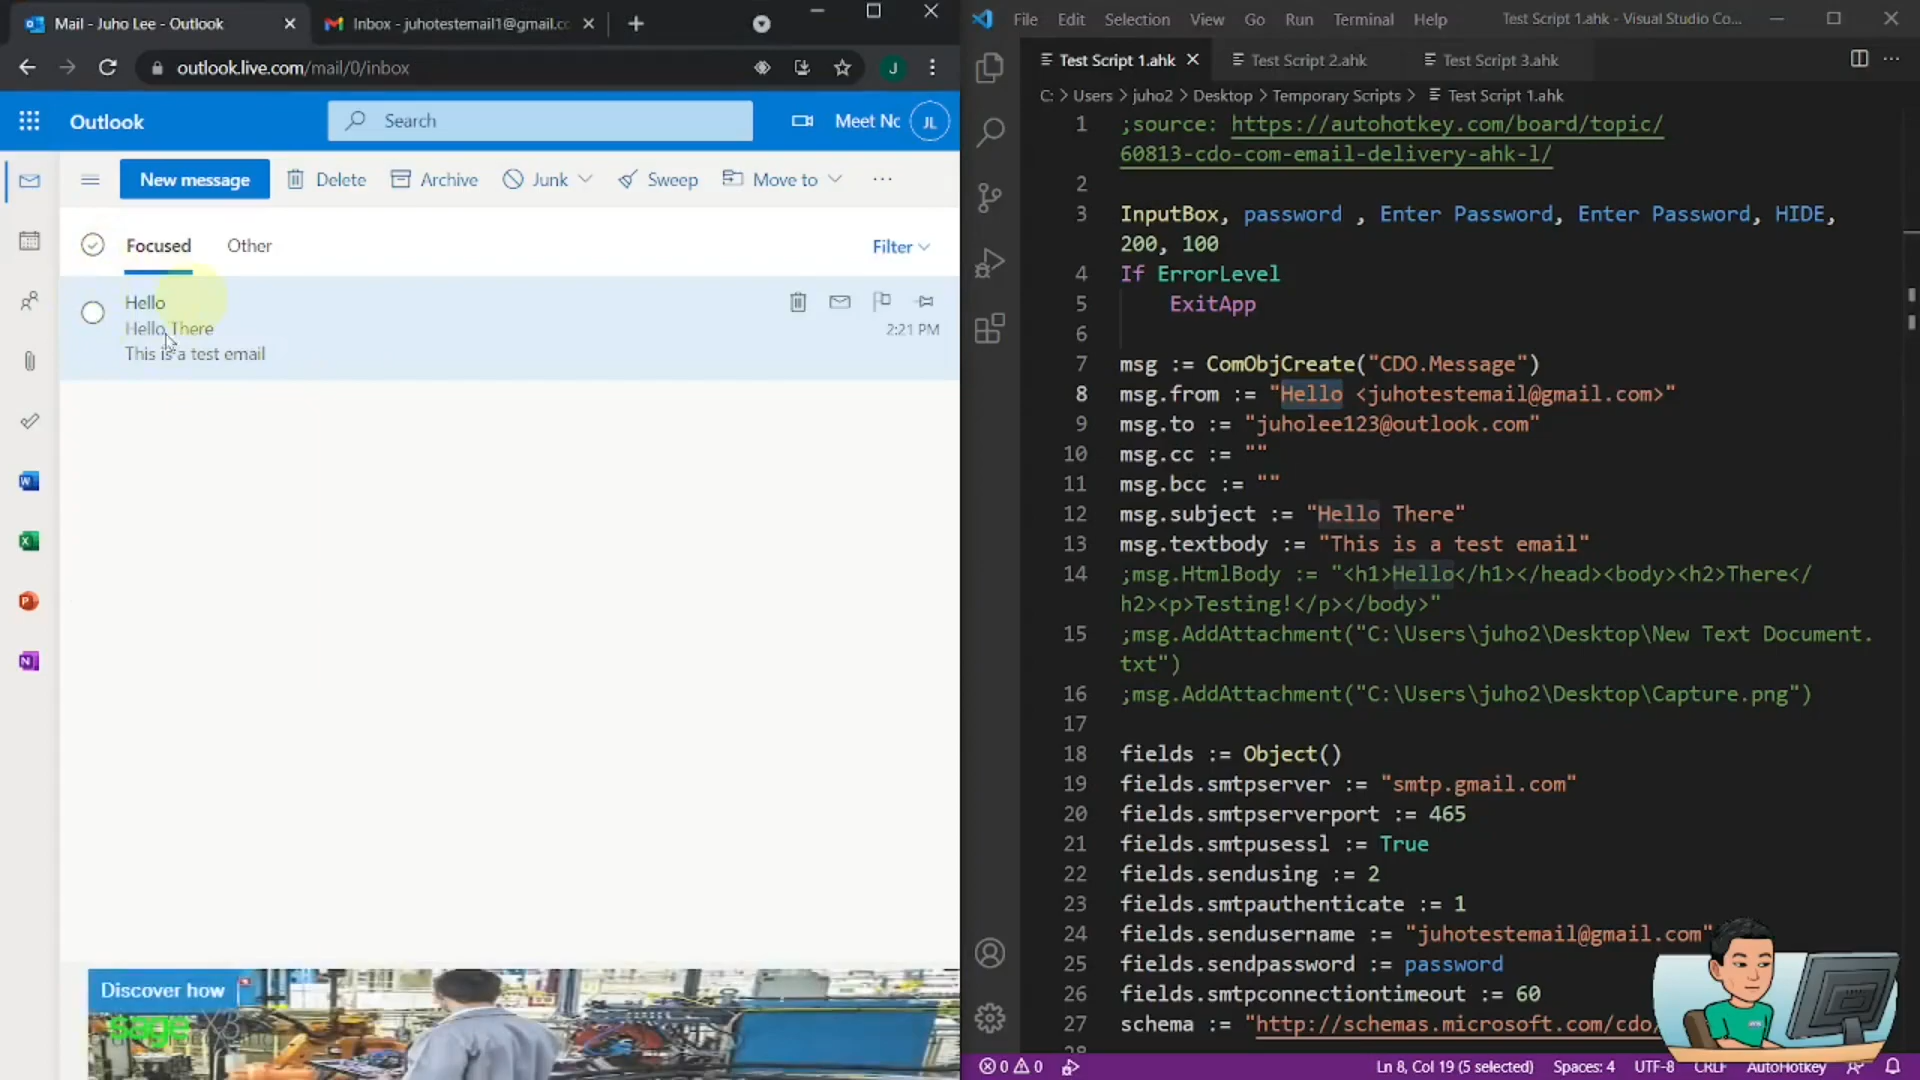 Mail - Juho Lee - Outlook
Inbox - juhotestemail1@gmail.co
outlook.live.com/mail/0/inbox
J
Outlook
Search
Meet Nc
JL
New message
Delete
Archive
Junk
Sweep
Move to
Focused
Other
Filter
Hello
Hello There
2:21 PM
This is a test email
Discover how
sage X3
File Edit Selection View Go Run Terminal Help
Test Script 1.ahk - Visual Studio Co...
Test Script 1.ahk
Test Script 2.ahk
Test Script 3.ahk
C: > Users > juho2 > Desktop > Temporary Scripts > Test Script 1.ahk
1 ;source: https://autohotkey.com/board/topic/
60813-cdo-com-email-delivery-ahk-l/
2
3 InputBox, password , Enter Password, Enter Password, HIDE,
200, 100
4 If ErrorLevel
5 ExitApp
6
7 msg := ComObjCreate("CDO.Message")
8 msg.from := "Hello <juhotestemail@gmail.com>"
9 msg.to := "juholee123@outlook.com"
10 msg.cc := ""
11 msg.bcc := ""
12 msg.subject := "Hello There"
13 msg.textbody := "This is a test email"
14 ;msg.HtmlBody := "<h1>Hello</h1></head><body><h2>There</
h2><p>Testing!</p></body>"
15 ;msg.AddAttachment("C:\Users\juho2\Desktop\New Text Document.
txt")
16 ;msg.AddAttachment("C:\Users\juho2\Desktop\Capture.png")
17
18 fields := Object()
19 fields.smtpserver := "smtp.gmail.com"
20 fields.smtpserverport := 465
21 fields.smtpusessl := True
22 fields.sendusing := 2
23 fields.smtpauthenticate := 1
24 fields.sendusername := "juhotestemail@gmail.com"
25 fields.sendpassword := password
26 fields.smtpconnectiontimeout := 60
27 schema := "http://schemas.microsoft.com/cdo/
28
0 0
Ln 8, Col 19 (5 selected)
Spaces: 4
UTF-8
CRLF
AutoHotkey